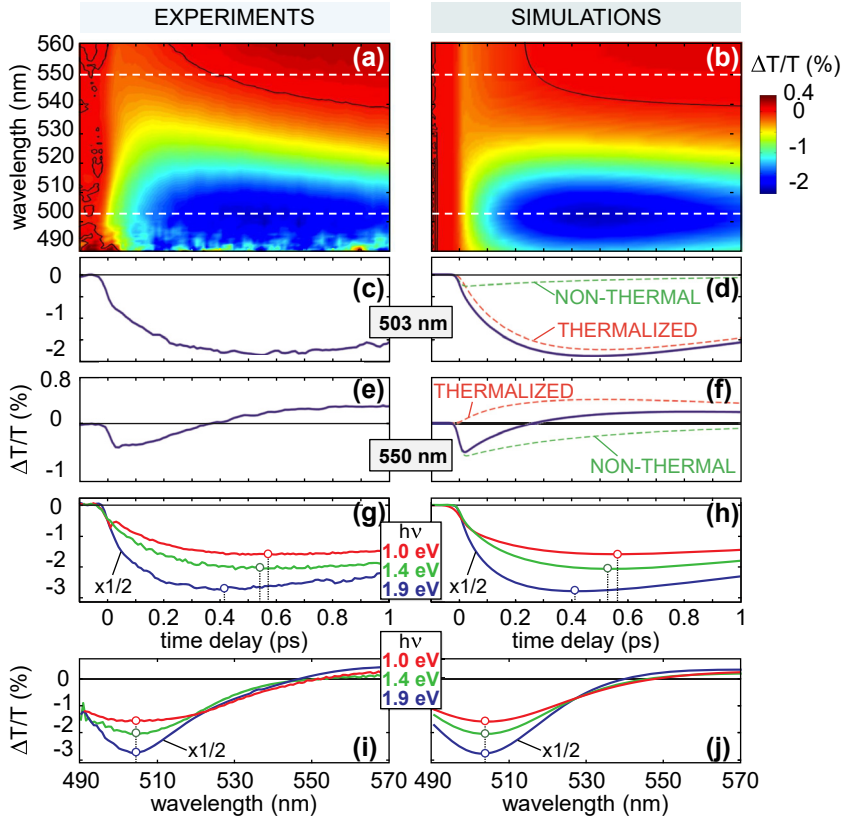 EXPERIMENTS
SIMULATIONS
(a)
(b)
wavelength (nm)
560
550
540
530
520
510
500
490
ΔT/T (%)
0.4
0
-1
-2
(c)
(d)
0
-1
-2
503 nm
NON-THERMAL
THERMALIZED
(e)
(f)
ΔT/T (%)
0.8
0
-1
550 nm
THERMALIZED
NON-THERMAL
(g)
(h)
0
-1
-2
-3
x1/2
x1/2
hν
1.0 eV
1.4 eV
1.9 eV
0 0.2 0.4 0.6 0.8 1
0 0.2 0.4 0.6 0.8 1
time delay (ps)
time delay (ps)
hν
1.0 eV
1.4 eV
1.9 eV
ΔT/T (%)
0
-1
-2
-3
x1/2
x1/2
(i)
(j)
490 510 530 550 570
490 510 530 550 570
wavelength (nm)
wavelength (nm)